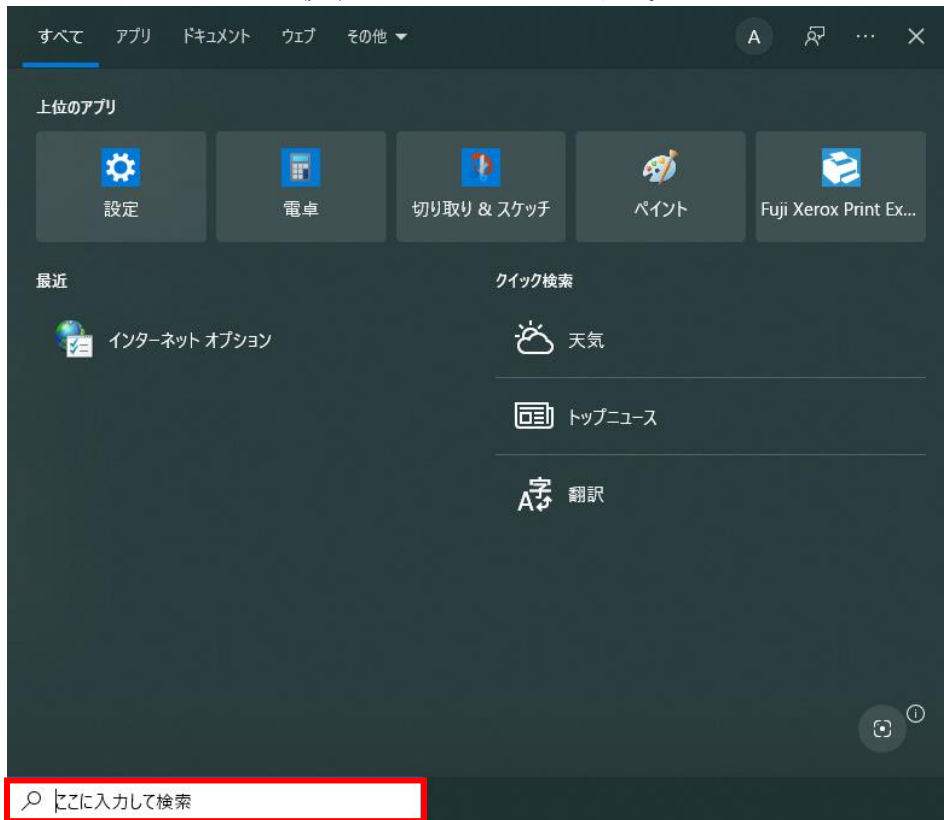 すべて アプリ ドキュメント ウェブ その他 A ...
上位のアプリ
設定 電卓 切り取り & スケッチ ペイント Fuji Xerox Print Ex...
最近 クイック検索
インターネット オプション 天気
トップニュース
A字 翻訳
ここに入力して検索